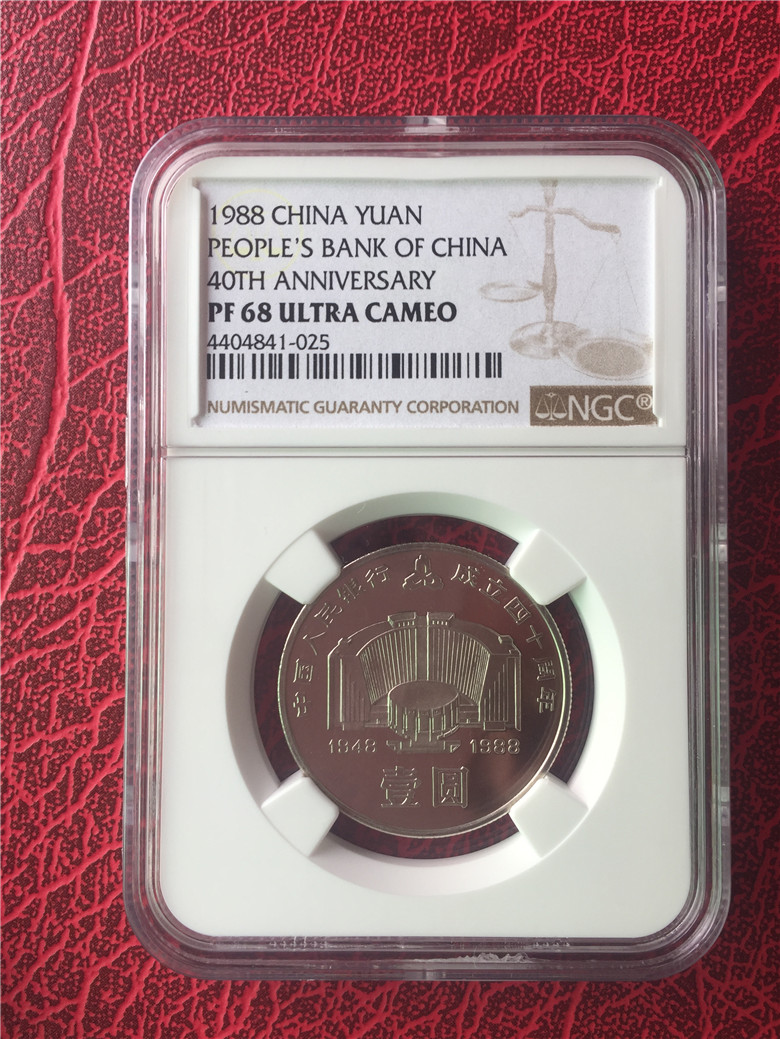 1988 CHINA YUAN
PEOPLE'S BANK OF CHINA
40TH ANNIVERSARY
PF 68 ULTRA CAMEO
4404841-025
NUMISMATIC GUARANTY CORPORATION NGC®
中国人民银行 成立四十周年
1948 1988
壹圆